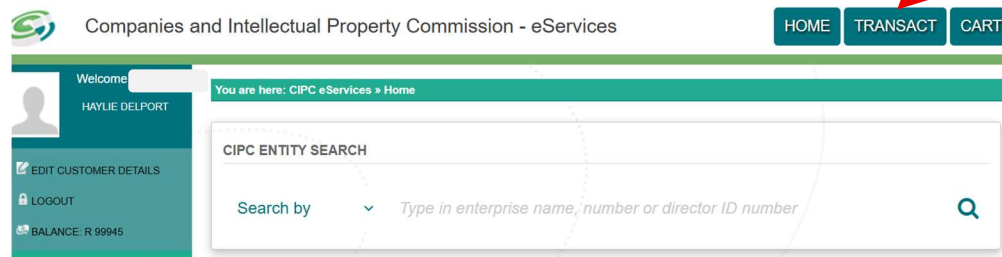 Companies and Intellectual Property Commission - eServices
HOME
TRANSACT
CART
Welcome
HAYLIE DELPORT
EDIT CUSTOMER DETAILS
LOGOUT
BALANCE: R 99945
You are here: CIPC eServices » Home
CIPC ENTITY SEARCH
Search by
Type in enterprise name, number or director ID number